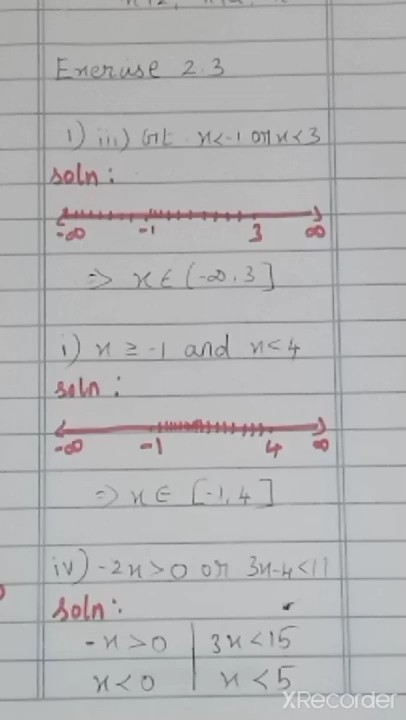 Exercise 2.3
1) iii) Gt: x<-1 or x<3
soln:
-∞ -1 3 ∞
=> x ∈ (-∞, 3]
i) x ≥ -1 and x<4
soln:
-∞ -1 4 ∞
=> x ∈ [-1, 4]
iv) -2x>0 or 3x-4<11
soln:
-x>0 | 3x<15
x<0 | x<5
XRecorder